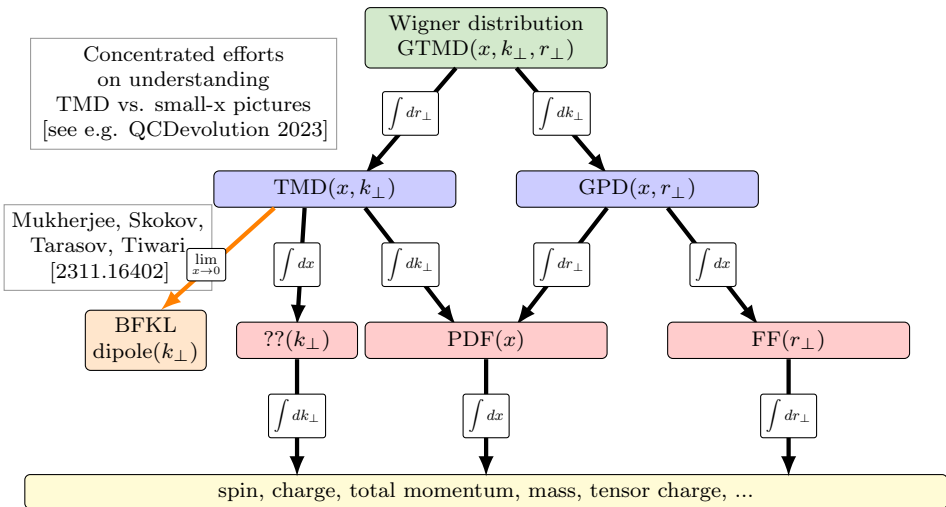 Wigner distribution
GTMD(x, k⊥, r⊥)
Concentrated efforts
on understanding
TMD vs. small-x pictures
[see e.g. QCDevolution 2023]
∫ dr⊥
∫ dk⊥
TMD(x, k⊥)
GPD(x, r⊥)
Mukherjee, Skokov,
Tarasov, Tiwari
[2311.16402]
lim x→0
∫ dx
∫ dk⊥
∫ dr⊥
∫ dx
BFKL
dipole(k⊥)
??(k⊥)
PDF(x)
FF(r⊥)
∫ dk⊥
∫ dx
∫ dr⊥
spin, charge, total momentum, mass, tensor charge, ...